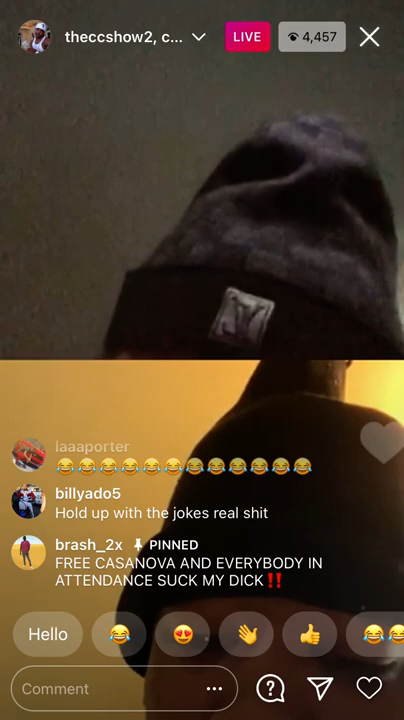 theccshow2, c...
LIVE
4,457
laaaporter
😂😂😂😂😂😂😂😂😂😂😂😂
billyado5
Hold up with the jokes real shit
brash_2x PINNED
FREE CASANOVA AND EVERYBODY IN
ATTENDANCE SUCK MY DICK‼️
Hello 😂 😍 👋 👍 😂😂
Comment